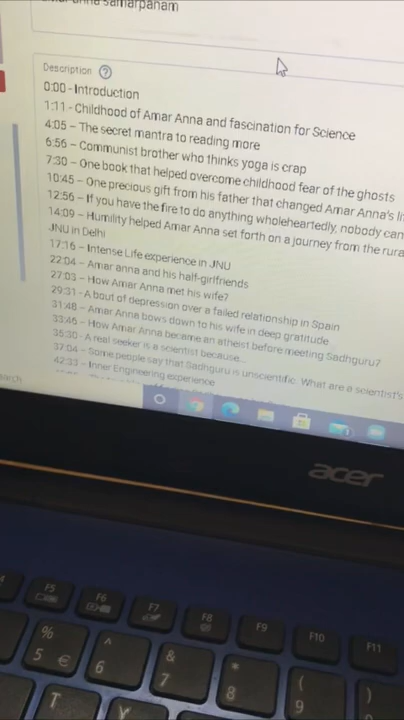 anna samarpanam
Description ?
0:00 - Introduction
1:11 - Childhood of Amar Anna and fascination for Science
4:05 – The secret mantra to reading more
6:56 – Communist brother who thinks yoga is crap
7:30 – One book that helped overcome childhood fear of the ghosts
10:45 – One precious gift from his father that changed Amar Anna's
12:56 – If you have the fire to do anything wholeheartedly, nobody can
14:09 – Humility helped Amar Anna set forth on a journey from the
JNU in Delhi
17:16 – Intense Life experience in JNU
22:04 – Amar anna and his half-girlfriends
27:03 – How Amar Anna met his wife?
29:31 - A bout of depression over a failed relationship in Spain
31:48 – Amar Anna bows down to his wife in deep gratitude
33:46 – How Amar Anna became an atheist before meeting Sadhguru?
35:30 - A real seeker is a scientist because...
37:04 – Some people say that Sadhguru is unscientific. What are a scientist's
42:33 – Inner Engineering experience
acer
F5 F6 F7 F8 F9 F10 F11
% ^ & * ( )
5 € 6 7 8 9
T Y